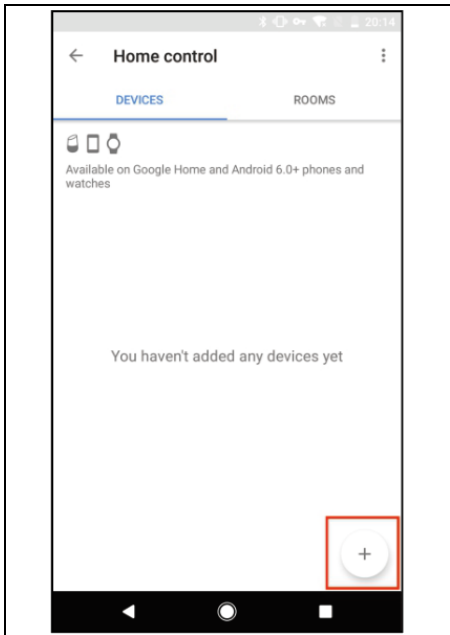 20:14
Home control
DEVICES ROOMS
Available on Google Home and Android 6.0+ phones and
watches
You haven't added any devices yet
+